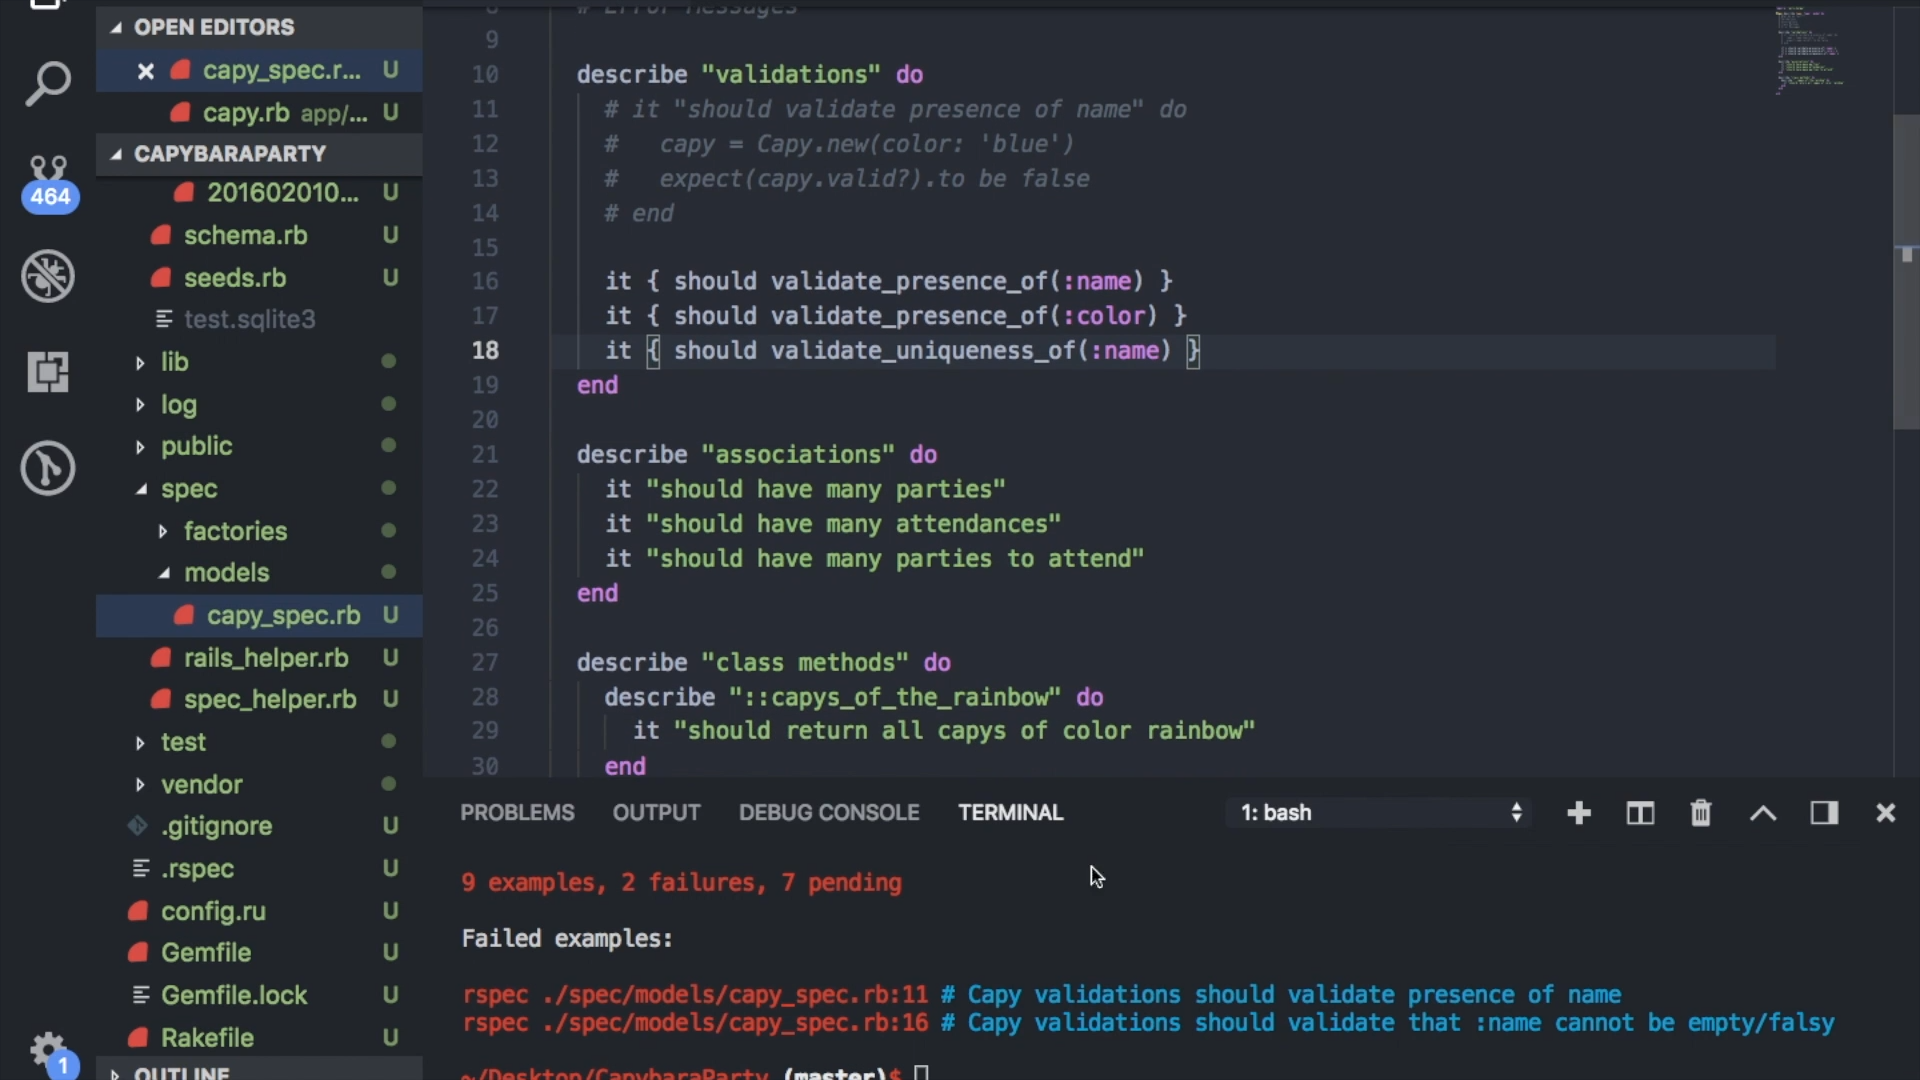 OPEN EDITORS
capy_spec.r... U
capy.rb app/... U
CAPYBARAPARTY
201602010... U
schema.rb U
seeds.rb U
test.sqlite3
lib
log
public
spec
factories
models
capy_spec.rb U
rails_helper.rb U
spec_helper.rb U
test
vendor
.gitignore U
.rspec U
config.ru U
Gemfile U
Gemfile.lock U
Rakefile U
OUTLINE
464
1
8 # Error messages
9
10 describe "validations" do
11 # it "should validate presence of name" do
12 #   capy = Capy.new(color: 'blue')
13 #   expect(capy.valid?).to be false
14 # end
15
16 it { should validate_presence_of(:name) }
17 it { should validate_presence_of(:color) }
18 it { should validate_uniqueness_of(:name) }
19 end
20
21 describe "associations" do
22 it "should have many parties"
23 it "should have many attendances"
24 it "should have many parties to attend"
25 end
26
27 describe "class methods" do
28 describe "::capys_of_the_rainbow" do
29 it "should return all capys of color rainbow"
30 end
PROBLEMS OUTPUT DEBUG CONSOLE TERMINAL 1: bash
9 examples, 2 failures, 7 pending
Failed examples:
rspec ./spec/models/capy_spec.rb:11 # Capy validations should validate presence of name
rspec ./spec/models/capy_spec.rb:16 # Capy validations should validate that :name cannot be empty/falsy
~/Desktop/CapybaraParty (master)$